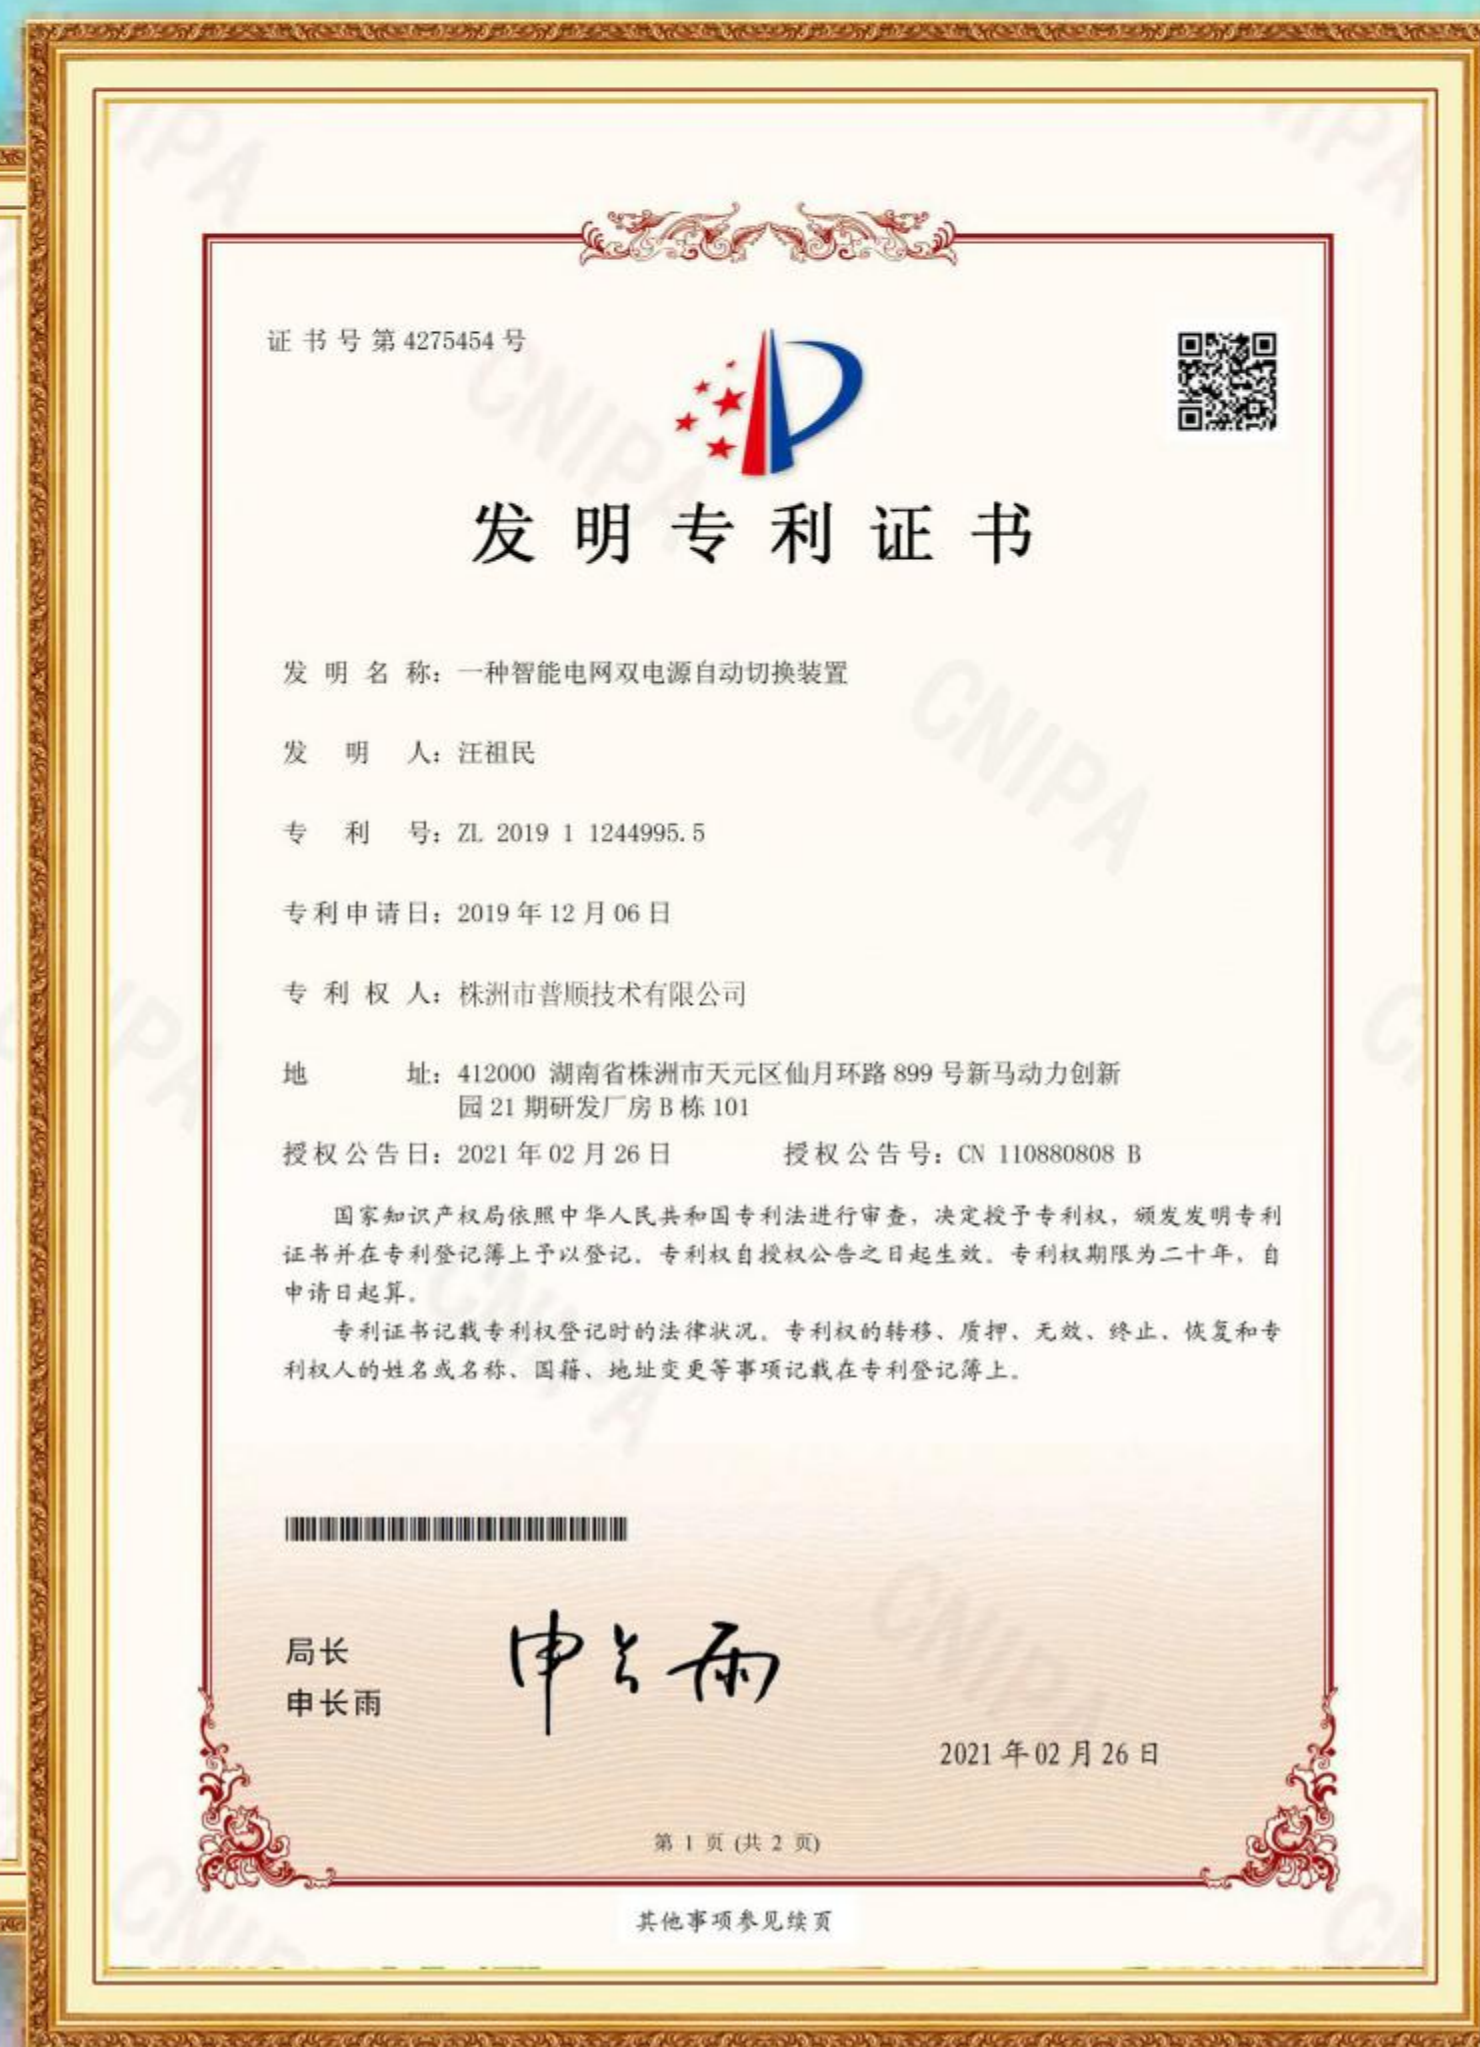 证书号第4275454号
发明专利证书
发明名称：一种智能电网双电源自动切换装置
发明人：汪祖民
专利号：ZL 2019 1 1244995.5
专利申请日：2019年12月06日
专利权人：株洲市普顺技术有限公司
地址：412000 湖南省株洲市天元区仙月环路899号新马动力创新
园21期研发厂房B栋101
授权公告日：2021年02月26日 授权公告号：CN 110880808 B
国家知识产权局依照中华人民共和国专利法进行审查，决定授予专利权，颁发发明专利
证书并在专利登记簿上予以登记。专利权自授权公告之日起生效。专利权期限为二十年，自
申请日起算。
专利证书记载专利权登记时的法律状况。专利权的转移、质押、无效、终止、恢复和专
利权人的姓名或名称、国籍、地址变更等事项记载在专利登记簿上。
局长
申长雨
申长雨
2021年02月26日
第 1 页 (共 2 页)
其他事项参见续页
CNIPA
CNIPA
CNIPA
CNIPA